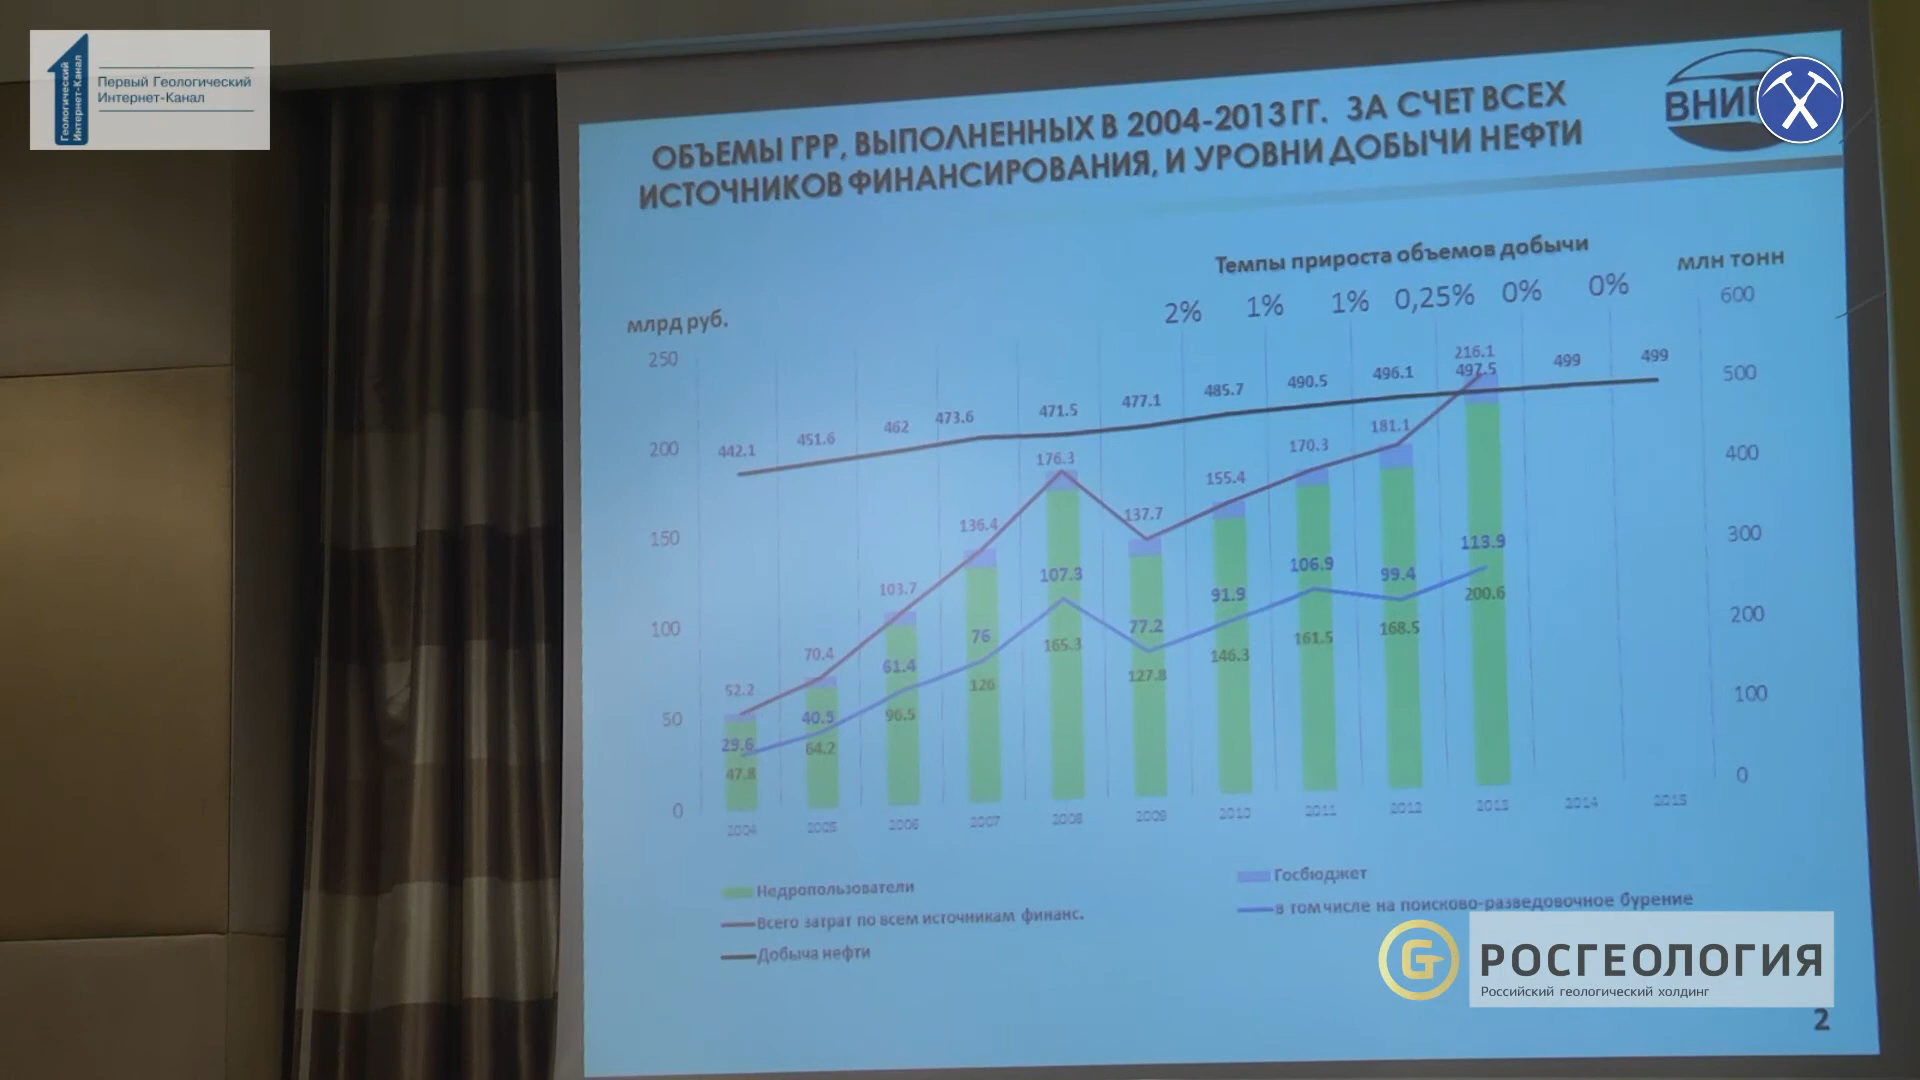 Геологический
Интернет-Канал
Первый Геологический
Интернет-Канал
ОБЪЕМЫ ГРР, ВЫПОЛНЕННЫХ В 2004-2013 ГГ. ЗА СЧЕТ ВСЕХ
ИСТОЧНИКОВ ФИНАНСИРОВАНИЯ, И УРОВНИ ДОБЫЧИ НЕФТИ
Темпы прироста объемов добычи
млн тонн
2% 1% 1% 0,25% 0% 0%
млрд руб.
250
200
150
100
50
0
600
500
400
300
200
100
0
442.1 451.6 462 473.6 471.5 477.1 485.7 490.5 496.1 497.5 499 499
52.2 70.4 103.7 136.4 176.3 137.7 155.4 170.3 181.1 216.1
29.6 40.5 61.4 76 107.3 77.2 91.9 106.9 99.4 113.9
47.8 64.2 96.5 126 165.3 127.8 146.3 161.5 168.5 200.6
2004 2005 2006 2007 2008 2009 2010 2011 2012 2013 2014 2015
Недропользователи
Госбюджет
Всего затрат по всем источникам финанс.
в том числе на поисково-разведовочное бурение
Добыча нефти
РОСГЕОЛОГИЯ
Российский геологический холдинг
2